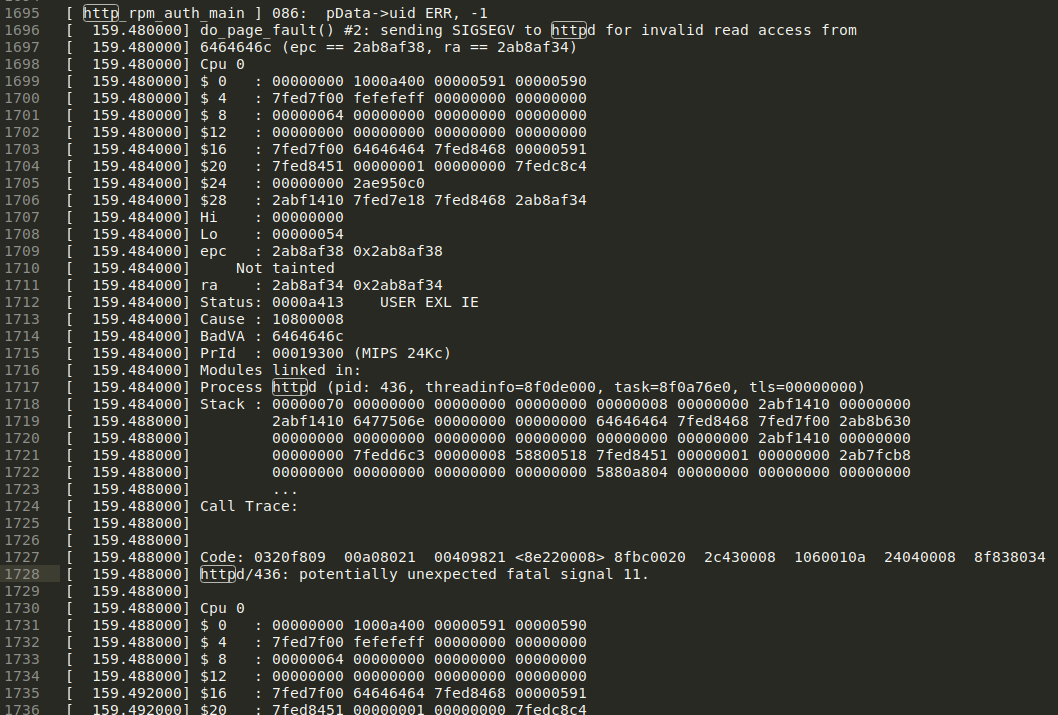 1695 [ http_rpm_auth_main ] 086:  pData->uid ERR, -1
1696 [  159.480000] do_page_fault() #2: sending SIGSEGV to httpd for invalid read access from
1697 [  159.480000] 6464646c (epc == 2ab8af38, ra == 2ab8af34)
1698 [  159.480000] Cpu 0
1699 [  159.480000] $ 0   : 00000000 1000a400 00000591 00000590
1700 [  159.480000] $ 4   : 7fed7f00 fefefeff 00000000 00000000
1701 [  159.480000] $ 8   : 00000064 00000000 00000000 00000000
1702 [  159.480000] $12   : 00000000 00000000 00000000 00000000
1703 [  159.484000] $16   : 7fed7f00 64646464 7fed8468 00000591
1704 [  159.484000] $20   : 7fed8451 00000001 00000000 7fedc8c4
1705 [  159.484000] $24   : 00000000 2ae950c0
1706 [  159.484000] $28   : 2abf1410 7fed7e18 7fed8468 2ab8af34
1707 [  159.484000] Hi    : 00000000
1708 [  159.484000] Lo    : 00000054
1709 [  159.484000] epc   : 2ab8af38 0x2ab8af38
1710 [  159.484000]     Not tainted
1711 [  159.484000] ra    : 2ab8af34 0x2ab8af34
1712 [  159.484000] Status: 0000a413    USER EXL IE
1713 [  159.484000] Cause : 10800008
1714 [  159.484000] BadVA : 6464646c
1715 [  159.484000] PrId  : 00019300 (MIPS 24Kc)
1716 [  159.484000] Modules linked in:
1717 [  159.484000] Process httpd (pid: 436, threadinfo=8f0de000, task=8f0a76e0, tls=00000000)
1718 [  159.484000] Stack : 00000070 00000000 00000000 00000000 00000008 00000000 2abf1410 00000000
1719 [  159.488000]         2abf1410 6477506e 00000000 00000000 64646464 7fed8468 7fed7f00 2ab8b630
1720 [  159.488000]         00000000 00000000 00000000 00000000 00000000 00000000 2abf1410 00000000
1721 [  159.488000]         00000000 7fedd6c3 00000008 58800518 7fed8451 00000001 00000000 2ab7fcb8
1722 [  159.488000]         00000000 00000000 00000000 00000000 5880a804 00000000 00000000 00000000
1723 [  159.488000]         ...
1724 [  159.488000] Call Trace:
1725 [  159.488000]
1726 [  159.488000]
1727 [  159.488000] Code: 0320f809  00a08021  00409821 <8e220008> 8fbc0020  2c430008  1060010a  24040008  8f838034
1728 [  159.488000] httpd/436: potentially unexpected fatal signal 11.
1729 [  159.488000]
1730 [  159.488000] Cpu 0
1731 [  159.488000] $ 0   : 00000000 1000a400 00000591 00000590
1732 [  159.488000] $ 4   : 7fed7f00 fefefeff 00000000 00000000
1733 [  159.488000] $ 8   : 00000064 00000000 00000000 00000000
1734 [  159.488000] $12   : 00000000 00000000 00000000 00000000
1735 [  159.492000] $16   : 7fed7f00 64646464 7fed8468 00000591
1736 [  159.492000] $20   : 7fed8451 00000001 00000000 7fedc8c4